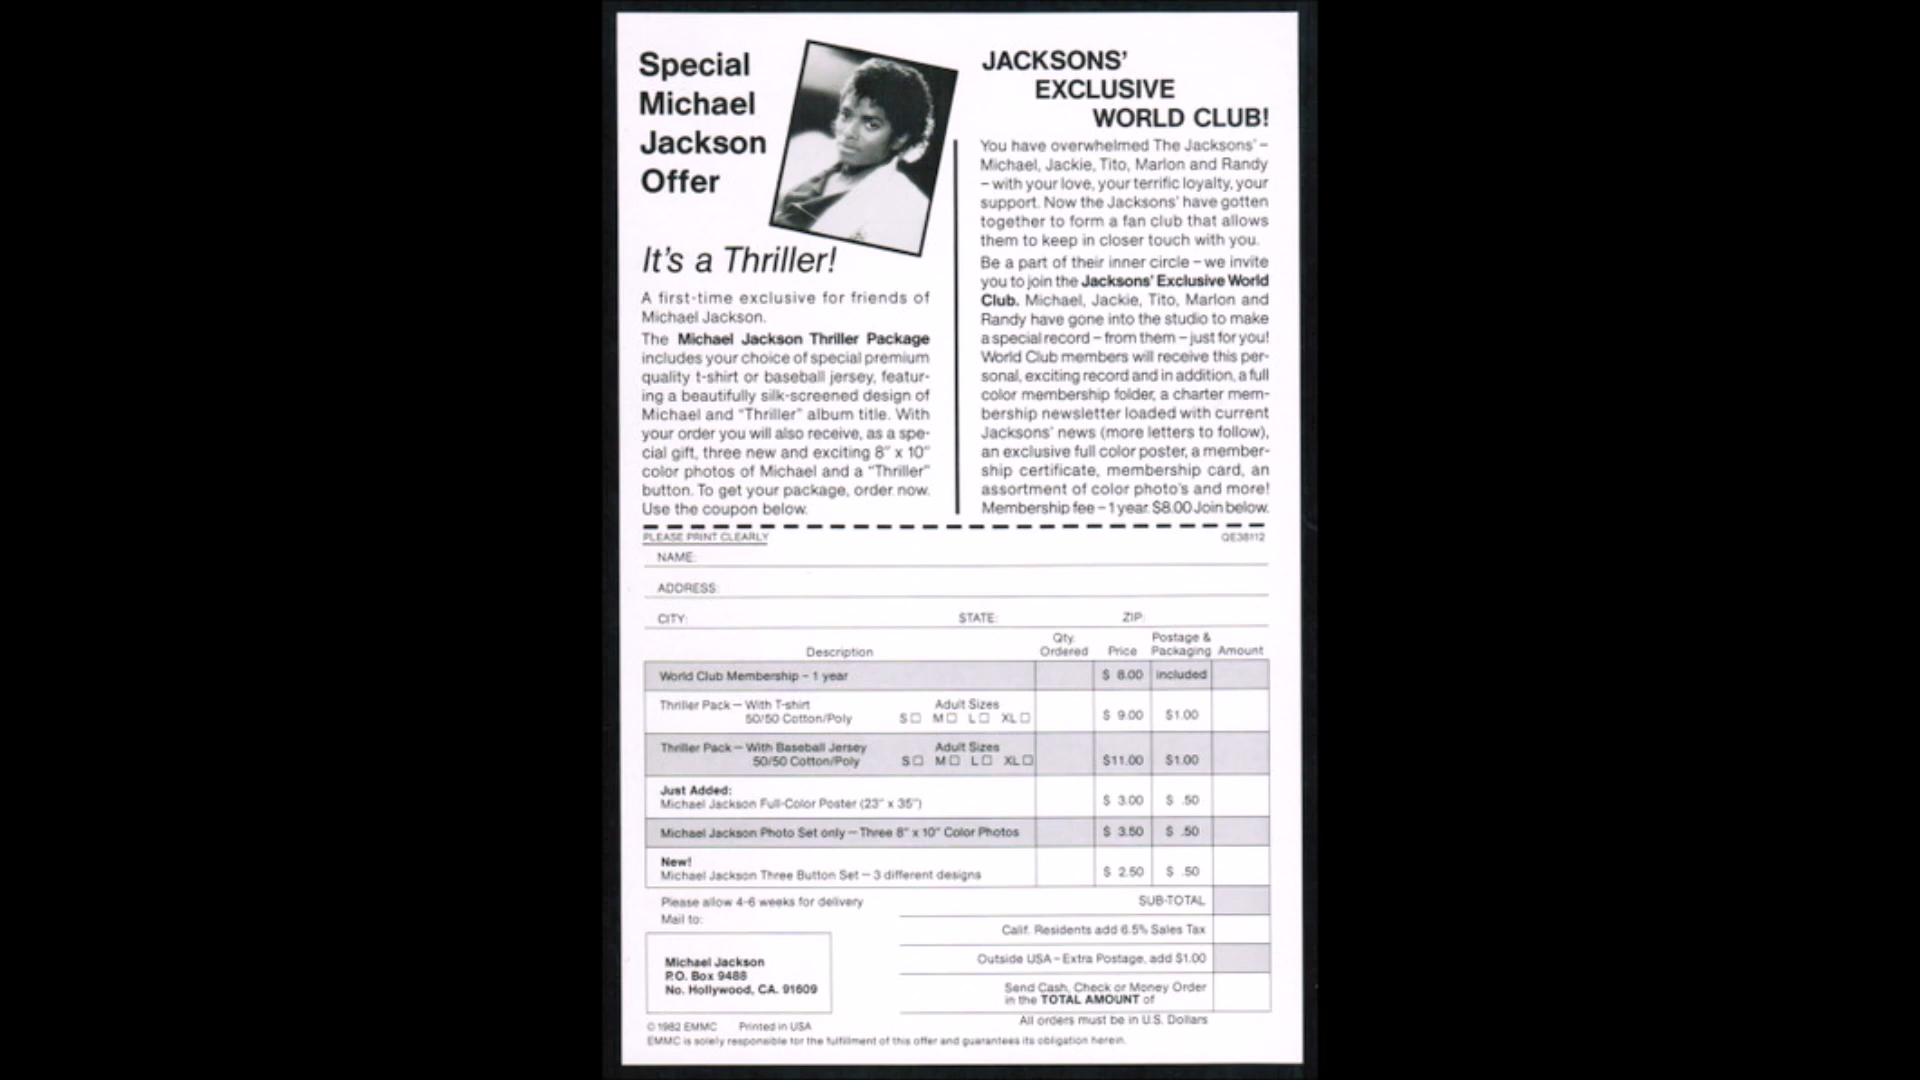 Special
Michael
Jackson
Offer
It's a Thriller!
A first-time exclusive for friends of
Michael Jackson.
The Michael Jackson Thriller Package
includes your choice of special premium
quality t-shirt or baseball jersey, featur-
ing a beautifully silk-screened design of
Michael and "Thriller" album title. With
your order you will also receive, as a spe-
cial gift, three new and exciting 8" x 10"
color photos of Michael and a "Thriller"
button. To get your package, order now.
Use the coupon below.
JACKSONS'
EXCLUSIVE
WORLD CLUB!
You have overwhelmed The Jacksons' –
Michael, Jackie, Tito, Marlon and Randy
– with your love, your terrific loyalty, your
support. Now the Jacksons' have gotten
together to form a fan club that allows
them to keep in closer touch with you.
Be a part of their inner circle – we invite
you to join the Jacksons' Exclusive World
Club. Michael, Jackie, Tito, Marlon and
Randy have gone into the studio to make
a special record – from them – just for you!
World Club members will receive this per-
sonal, exciting record and in addition, a full
color membership folder, a charter mem-
bership newsletter loaded with current
Jacksons' news (more letters to follow),
an exclusive full color poster, a member-
ship certificate, membership card, an
assortment of color photo's and more!
Membership fee – 1 year. $8.00 Join below.
PLEASE PRINT CLEARLY QE38112
NAME:
ADDRESS:
CITY: STATE: ZIP:
Description Qty. Ordered Price Postage & Packaging Amount
World Club Membership – 1 year $ 8.00 included
Thriller Pack – With T-shirt Adult Sizes
50/50 Cotton/Poly S☐ M☐ L☐ XL☐ $ 9.00 $1.00
Thriller Pack – With Baseball Jersey Adult Sizes
50/50 Cotton/Poly S☐ M☐ L☐ XL☐ $11.00 $1.00
Just Added:
Michael Jackson Full-Color Poster (23" x 35") $ 3.00 $ .50
Michael Jackson Photo Set only – Three 8" x 10" Color Photos $ 3.50 $ .50
New!
Michael Jackson Three Button Set – 3 different designs $ 2.50 $ .50
Please allow 4-6 weeks for delivery
Mail to:
Michael Jackson
P.O. Box 9488
No. Hollywood, CA. 91609
SUB-TOTAL
Calif. Residents add 6.5% Sales Tax
Outside USA – Extra Postage, add $1.00
Send Cash, Check or Money Order
in the TOTAL AMOUNT of
All orders must be in U.S. Dollars
© 1982 EMMC Printed in USA
EMMC is solely responsible for the fulfillment of this offer and guarantees its obligation herein.